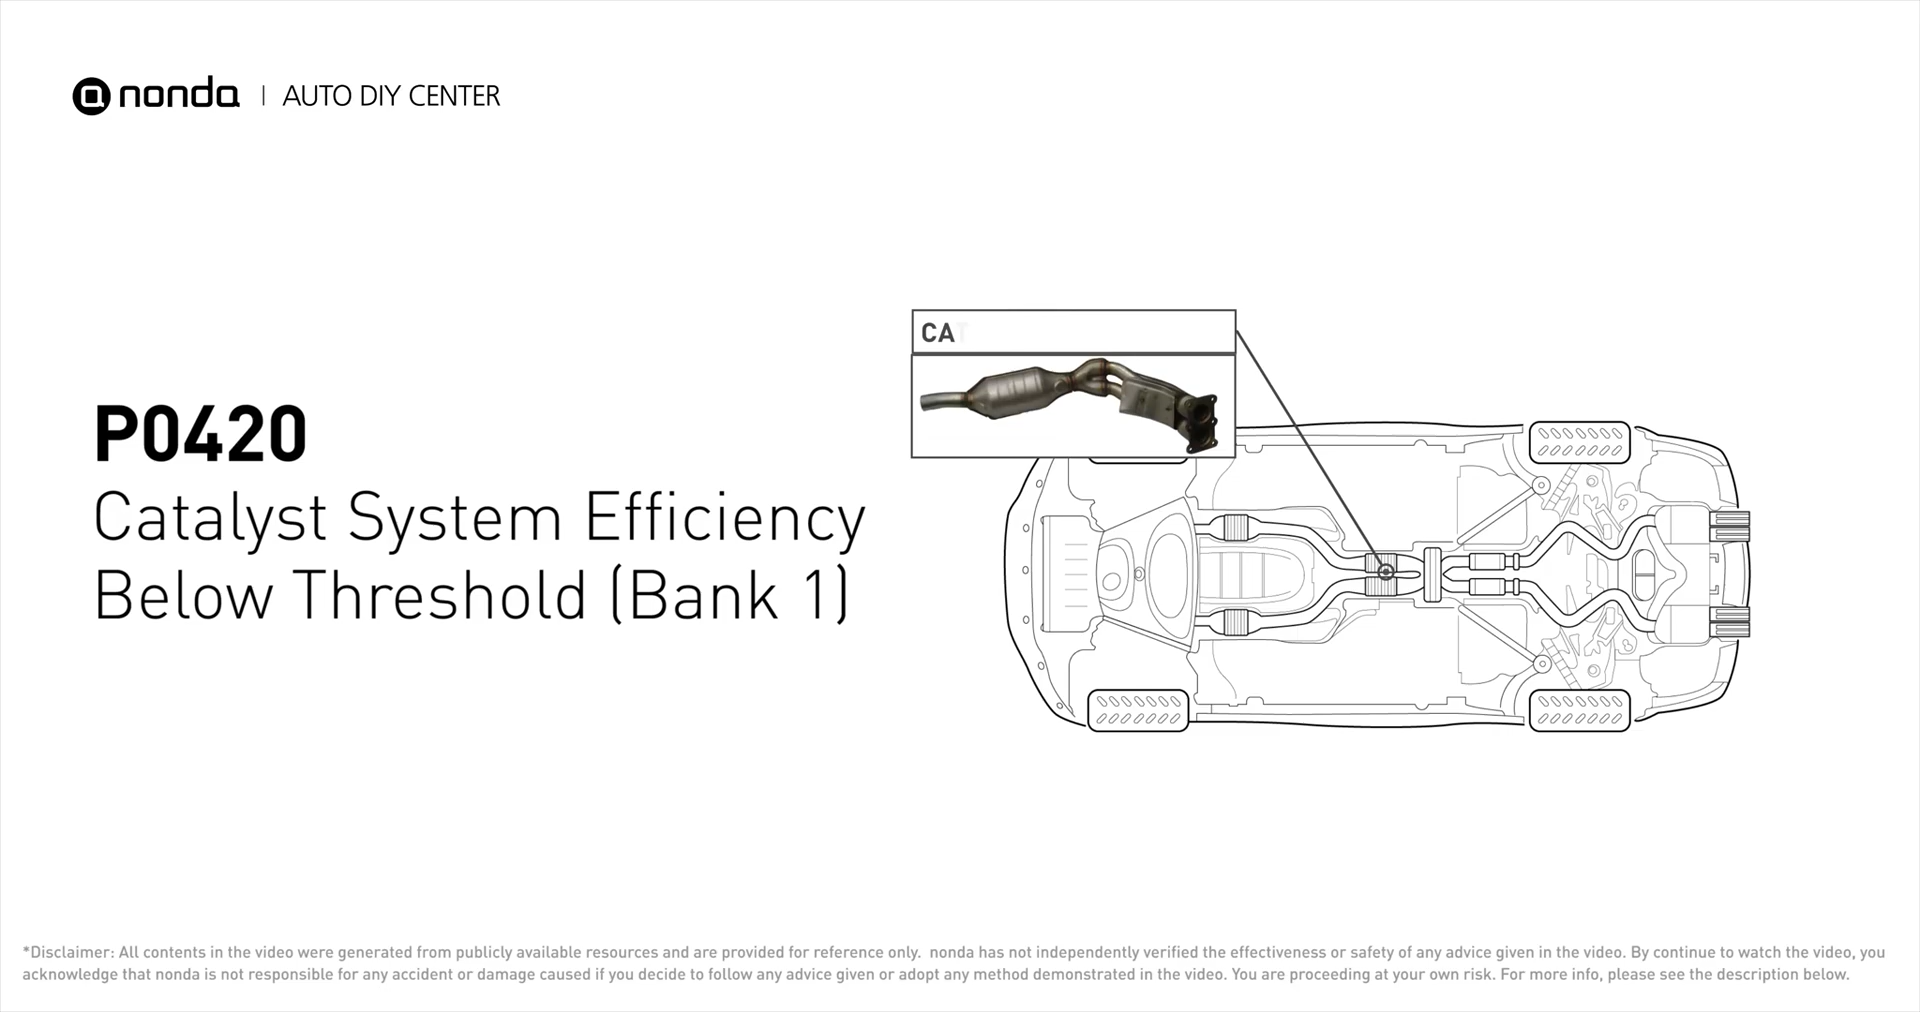 nonda | AUTO DIY CENTER
CAT
P0420
Catalyst System Efficiency
Below Threshold (Bank 1)
*Disclaimer: All contents in the video were generated from publicly available resources and are provided for reference only. nonda has not independently verified the effectiveness or safety of any advice given in the video. By continue to watch the video, you
acknowledge that nonda is not responsible for any accident or damage caused if you decide to follow any advice given or adopt any method demonstrated in the video. You are proceeding at your own risk. For more info, please see the description below.